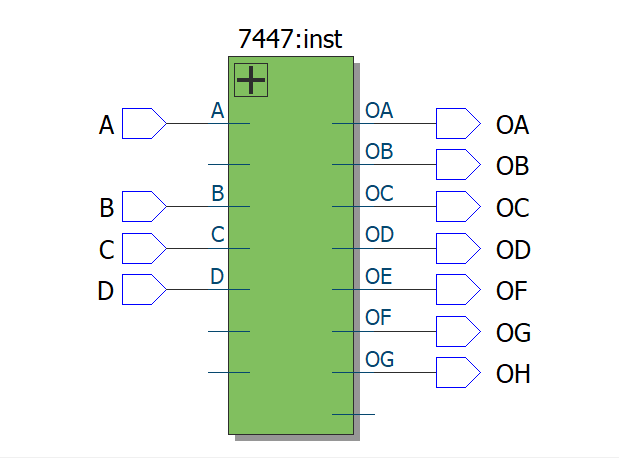 7447:inst
A A OA OA
OB OB
B B OC OC
C C OD OD
D D OE OF
OF OG
OG OH